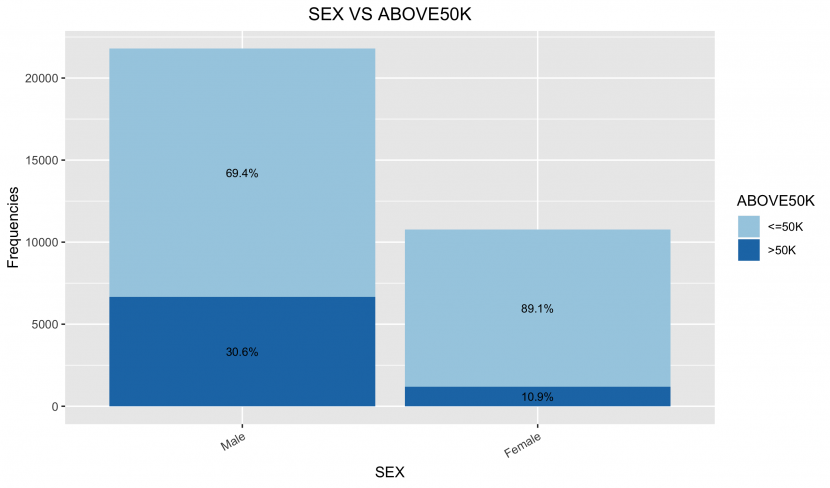 SEX VS ABOVE50K
20000
15000
10000
5000
0
Frequencies
69.4%
30.6%
89.1%
10.9%
Male
Female
SEX
ABOVE50K
<=50K
>50K